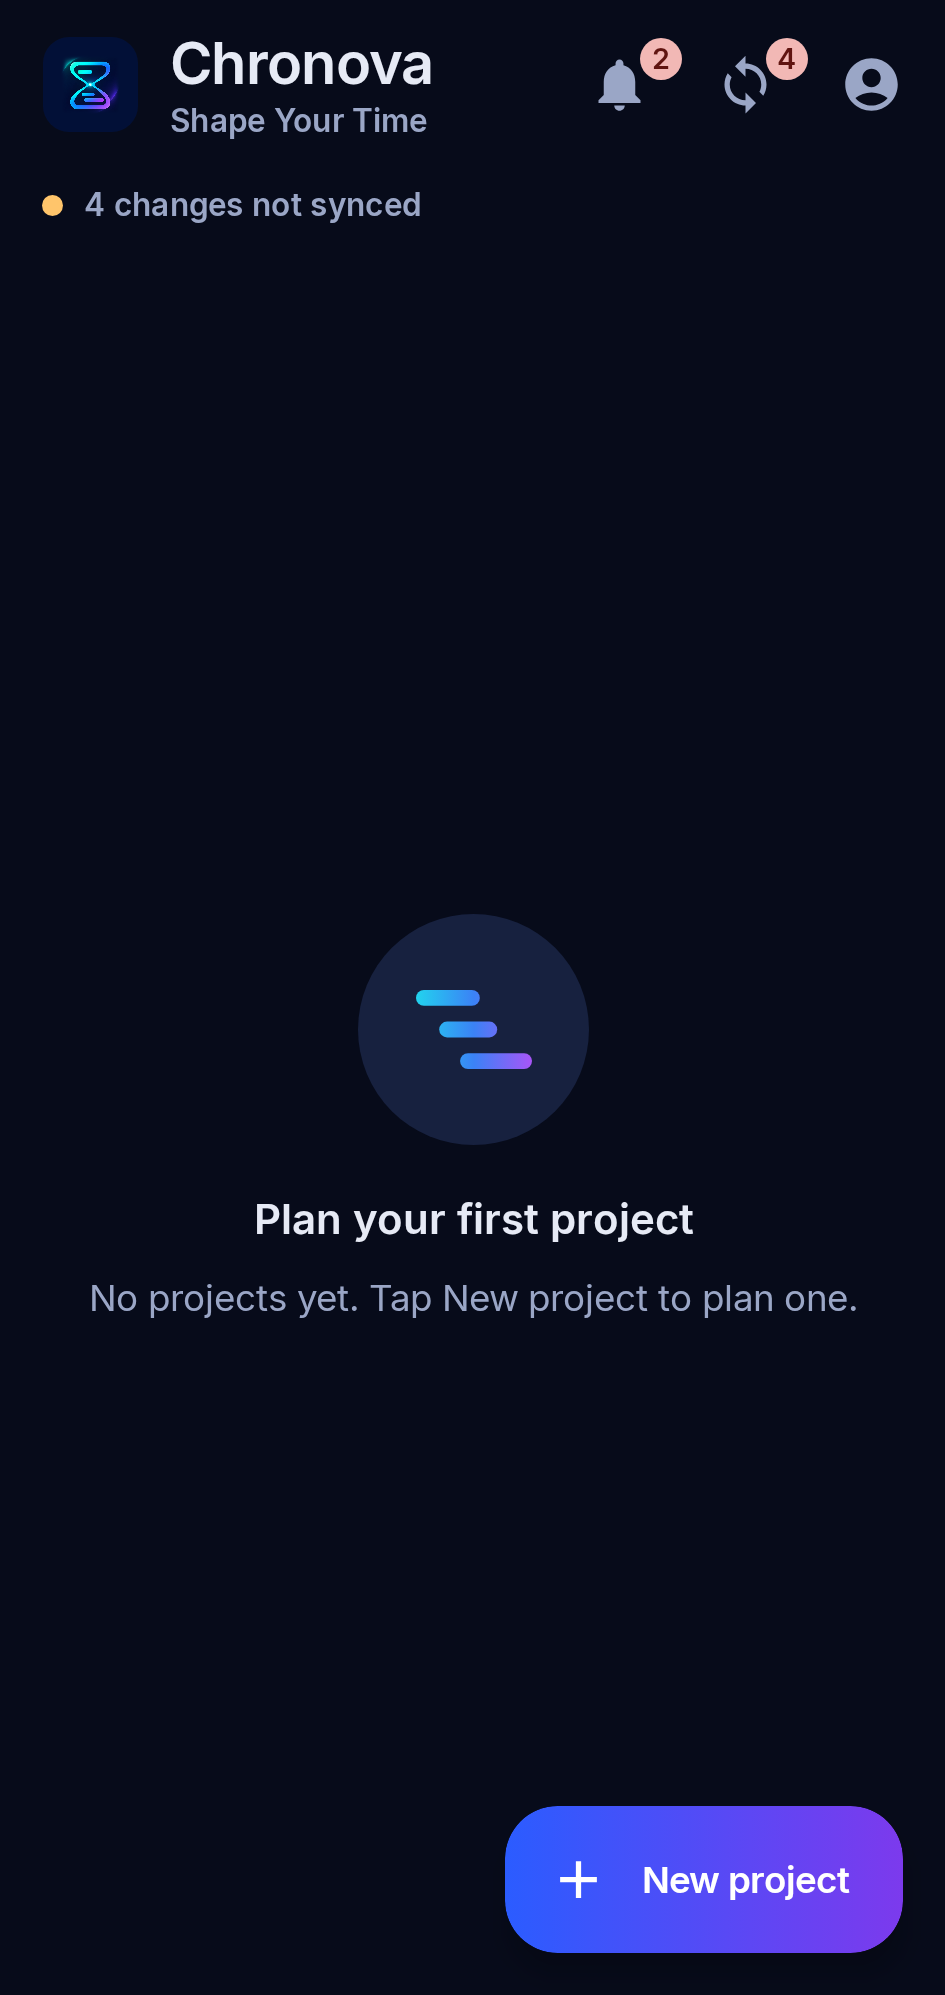 Chronova
Shape Your Time
2
4
4 changes not synced
Plan your first project
No projects yet. Tap New project to plan one.
New project